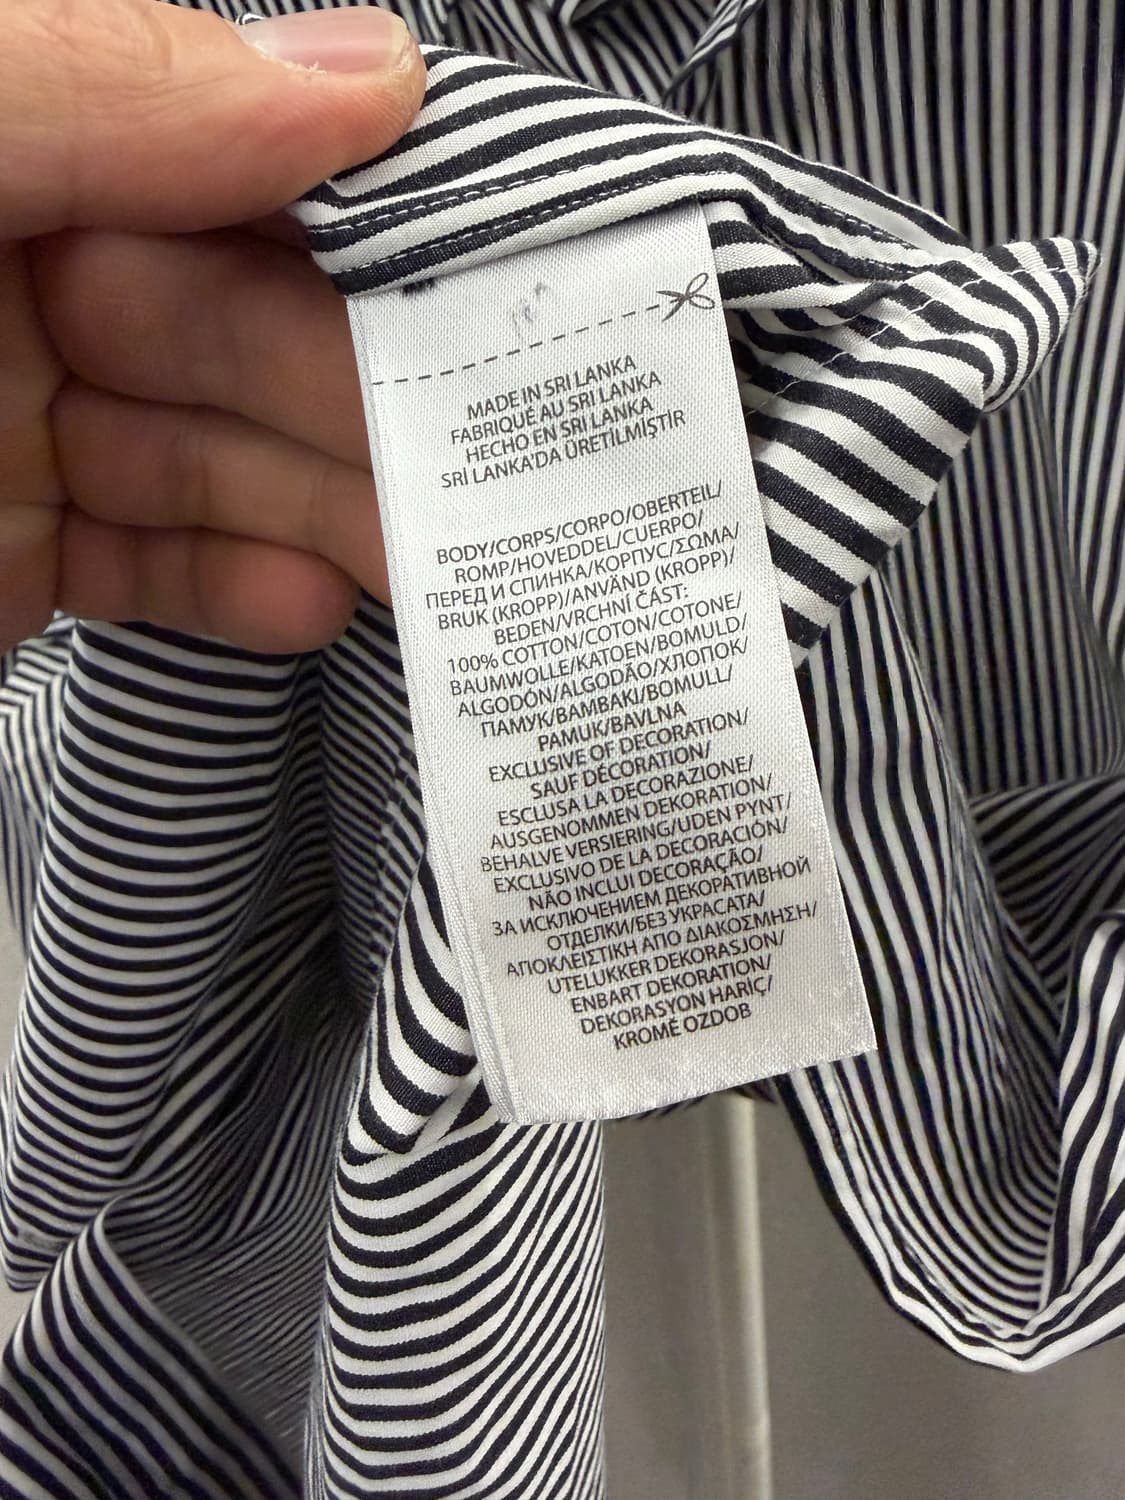 MADE IN SRI LANKA
FABRIQUÉ AU SRI LANKA
HECHO EN SRI LANKA
SRİ LANKA'DA ÜRETİLMİŞTİR
BODY/CORPS/CORPO/OBERTEIL/
ROMP/HOVEDDEL/CUERPO/
ПЕРЕД И СПИНКА/КОРПУС/ΣΩΜΑ/
BRUK (KROPP)/ANVÄND (KROPP)/
BEDEN/VRCHNÍ ČÁST:
100% COTTON/COTON/COTONE/
BAUMWOLLE/KATOEN/BOMULD/
ALGODÓN/ALGODÃO/ХЛОПОК/
ПАМУК/BAMBAKI/BOMULL/
PAMUK/BAVLNA
EXCLUSIVE OF DECORATION/
SAUF DÉCORATION/
ESCLUSA LA DECORAZIONE/
AUSGENOMMEN DEKORATION/
BEHALVE VERSIERING/UDEN PYNT/
EXCLUSIVO DE LA DECORACIÓN/
NÃO INCLUI DECORAÇÃO/
ЗА ИСКЛЮЧЕНИЕМ ДЕКОРАТИВНОЙ
ОТДЕЛКИ/БЕЗ УКРАСАТА/
ΑΠΟΚΛΕΙΣΤΙΚΗ ΑΠΟ ΔΙΑΚΟΣΜΗΣΗ/
UTELUKKER DEKORASJON/
ENBART DEKORATION/
DEKORASYON HARİÇ/
KROMĚ OZDOB